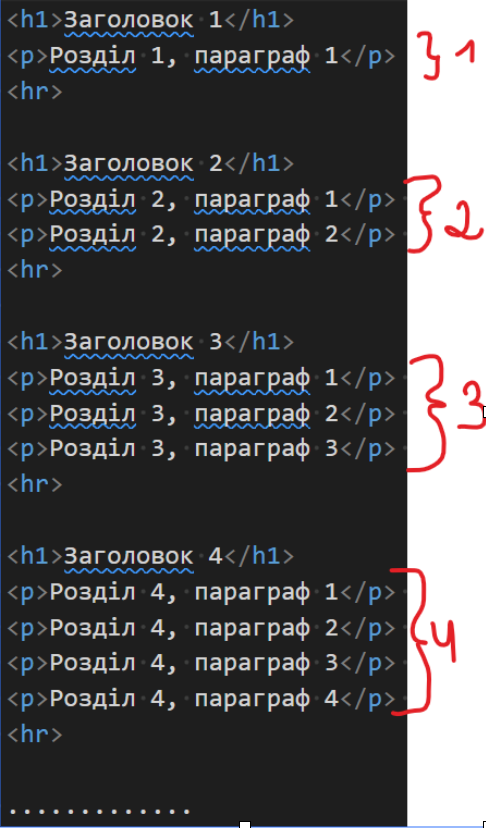 <h1>Заголовок 1</h1>
<p>Розділ 1, параграф 1</p> } 1
<hr>
<h1>Заголовок 2</h1>
<p>Розділ 2, параграф 1</p>
<p>Розділ 2, параграф 2</p> } 2
<hr>
<h1>Заголовок 3</h1>
<p>Розділ 3, параграф 1</p>
<p>Розділ 3, параграф 2</p> } 3
<p>Розділ 3, параграф 3</p>
<hr>
<h1>Заголовок 4</h1>
<p>Розділ 4, параграф 1</p>
<p>Розділ 4, параграф 2</p> } 4
<p>Розділ 4, параграф 3</p>
<p>Розділ 4, параграф 4</p>
<hr>
.............